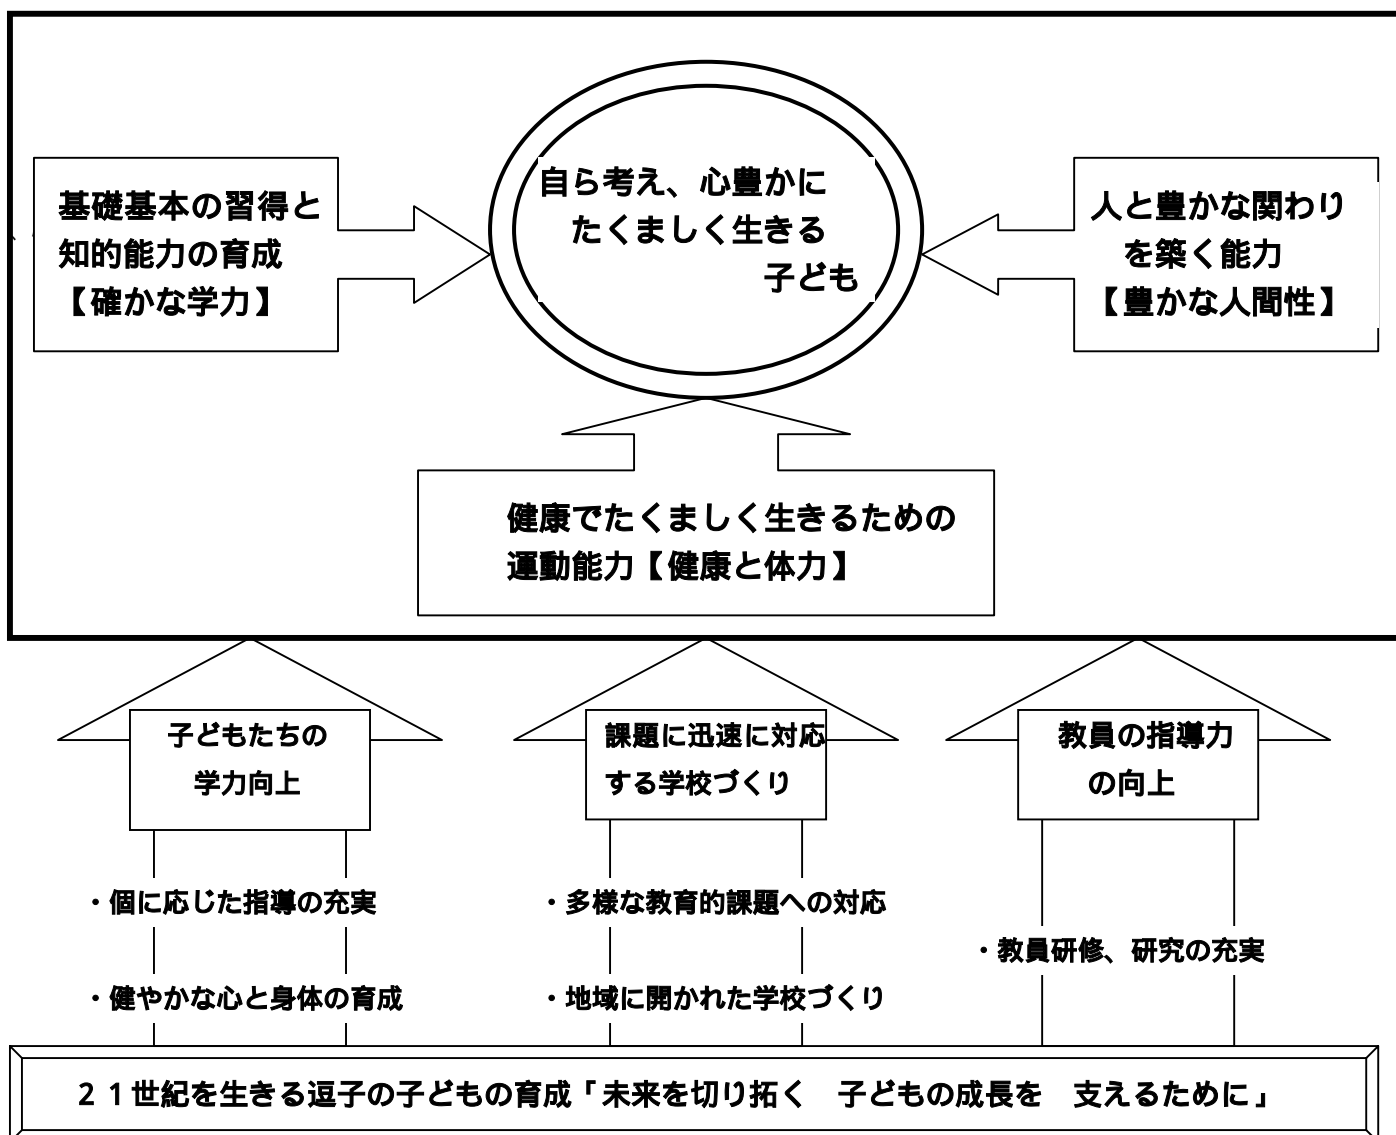 自ら考え、心豊かに
たくましく生きる
子ども
基礎基本の習得と
知的能力の育成
【確かな学力】
人と豊かな関わり
を築く能力
【豊かな人間性】
健康でたくましく生きるための
運動能力【健康と体力】
子どもたちの
学力向上
・個に応じた指導の充実
・健やかな心と身体の育成
課題に迅速に対応
する学校づくり
・多様な教育的課題への対応
・地域に開かれた学校づくり
教員の指導力
の向上
・教員研修、研究の充実
21世紀を生きる逗子の子どもの育成「未来を切り拓く　子どもの成長を　支えるために」